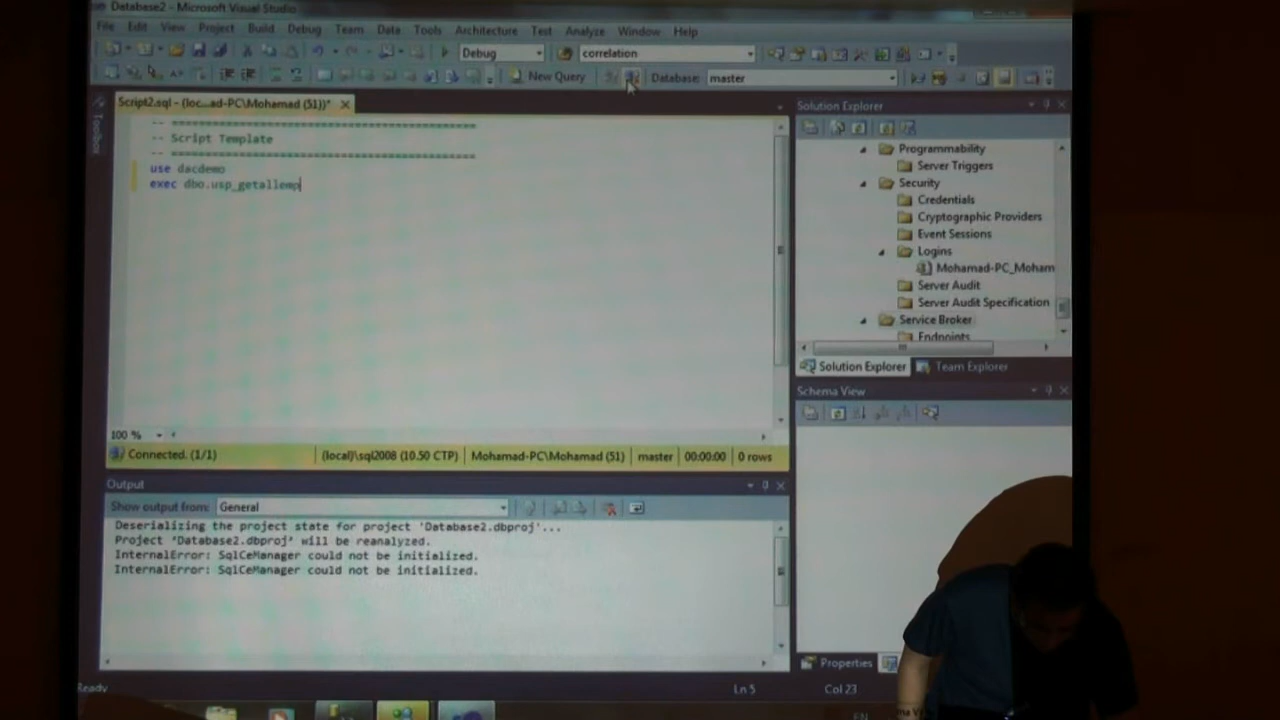 Database2 - Microsoft Visual Studio
File Edit View Project Build Debug Team Data Tools Architecture Test Analyze Window Help
Debug correlation
New Query Database: master
Script2.sql - (loc...ad-PC\Mohamad (51))*
Toolbox
-- ========================================
-- Script Template
-- ========================================
use dacdemo
exec dbo.usp_getallemp
100 %
Connected. (1/1) (local)\sql2008 (10.50 CTP) Mohamad-PC\Mohamad (51) master 00:00:00 0 rows
Output
Show output from: General
Deserializing the project state for project 'Database2.dbproj'...
Project 'Database2.dbproj' will be reanalyzed.
InternalError: SqlCeManager could not be initialized.
InternalError: SqlCeManager could not be initialized.
Solution Explorer
Programmability
Server Triggers
Security
Credentials
Cryptographic Providers
Event Sessions
Logins
Mohamad-PC_Moham
Server Audit
Server Audit Specification
Service Broker
Endpoints
Solution Explorer Team Explorer
Schema View
Properties
Ready Ln 5 Col 23
EN